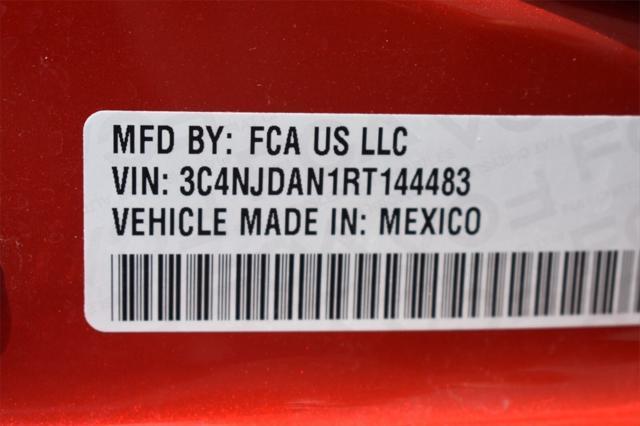 MFD BY: FCA US LLC
VIN: 3C4NJDAN1RT144483
VEHICLE MADE IN: MEXICO